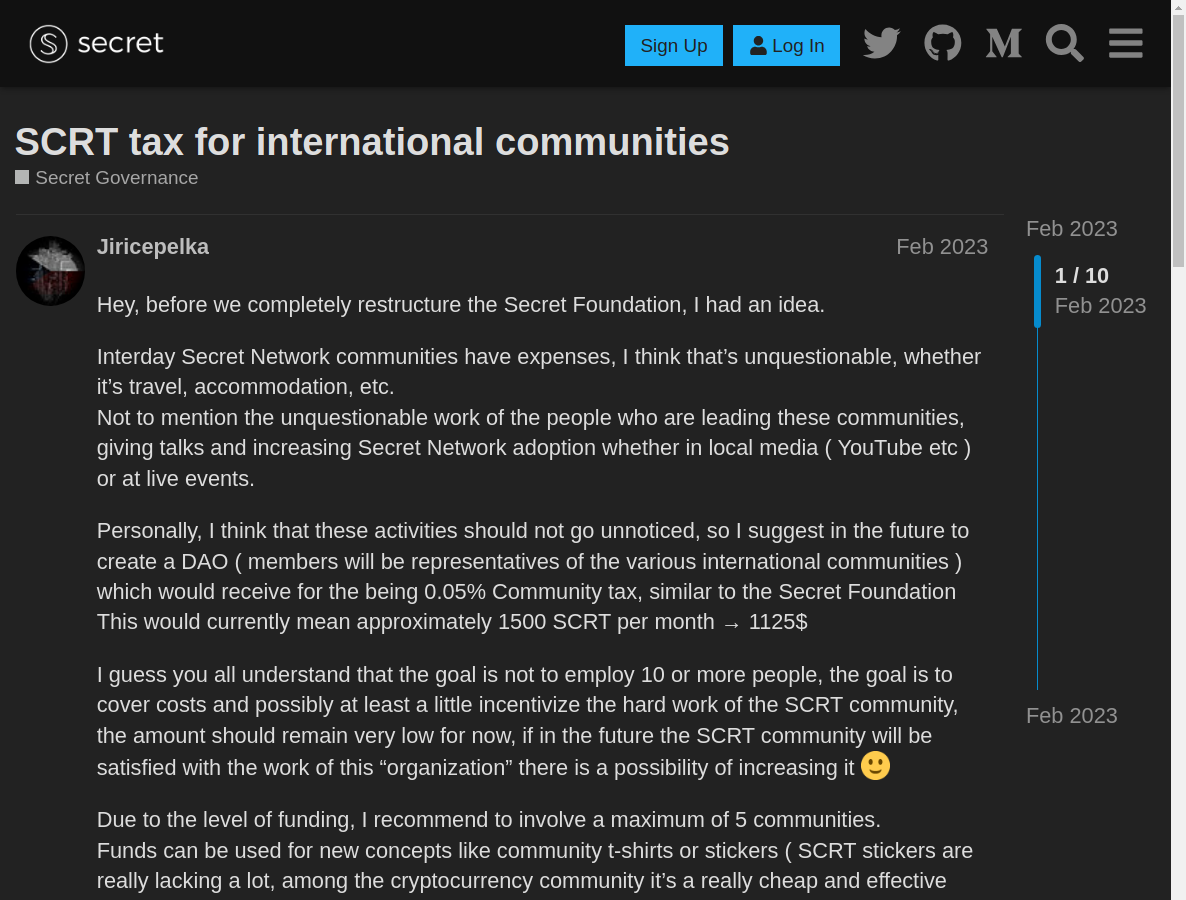 secret
Sign Up
Log In
SCRT tax for international communities
Secret Governance
Jiricepelka
Feb 2023
Hey, before we completely restructure the Secret Foundation, I had an idea.
Interday Secret Network communities have expenses, I think that’s unquestionable, whether
it’s travel, accommodation, etc.
Not to mention the unquestionable work of the people who are leading these communities,
giving talks and increasing Secret Network adoption whether in local media ( YouTube etc )
or at live events.
Personally, I think that these activities should not go unnoticed, so I suggest in the future to
create a DAO ( members will be representatives of the various international communities )
which would receive for the being 0.05% Community tax, similar to the Secret Foundation
This would currently mean approximately 1500 SCRT per month → 1125$
I guess you all understand that the goal is not to employ 10 or more people, the goal is to
cover costs and possibly at least a little incentivize the hard work of the SCRT community,
the amount should remain very low for now, if in the future the SCRT community will be
satisfied with the work of this “organization” there is a possibility of increasing it 🙂
Due to the level of funding, I recommend to involve a maximum of 5 communities.
Funds can be used for new concepts like community t-shirts or stickers ( SCRT stickers are
really lacking a lot, among the cryptocurrency community it’s a really cheap and effective
Feb 2023
1 / 10
Feb 2023
Feb 2023